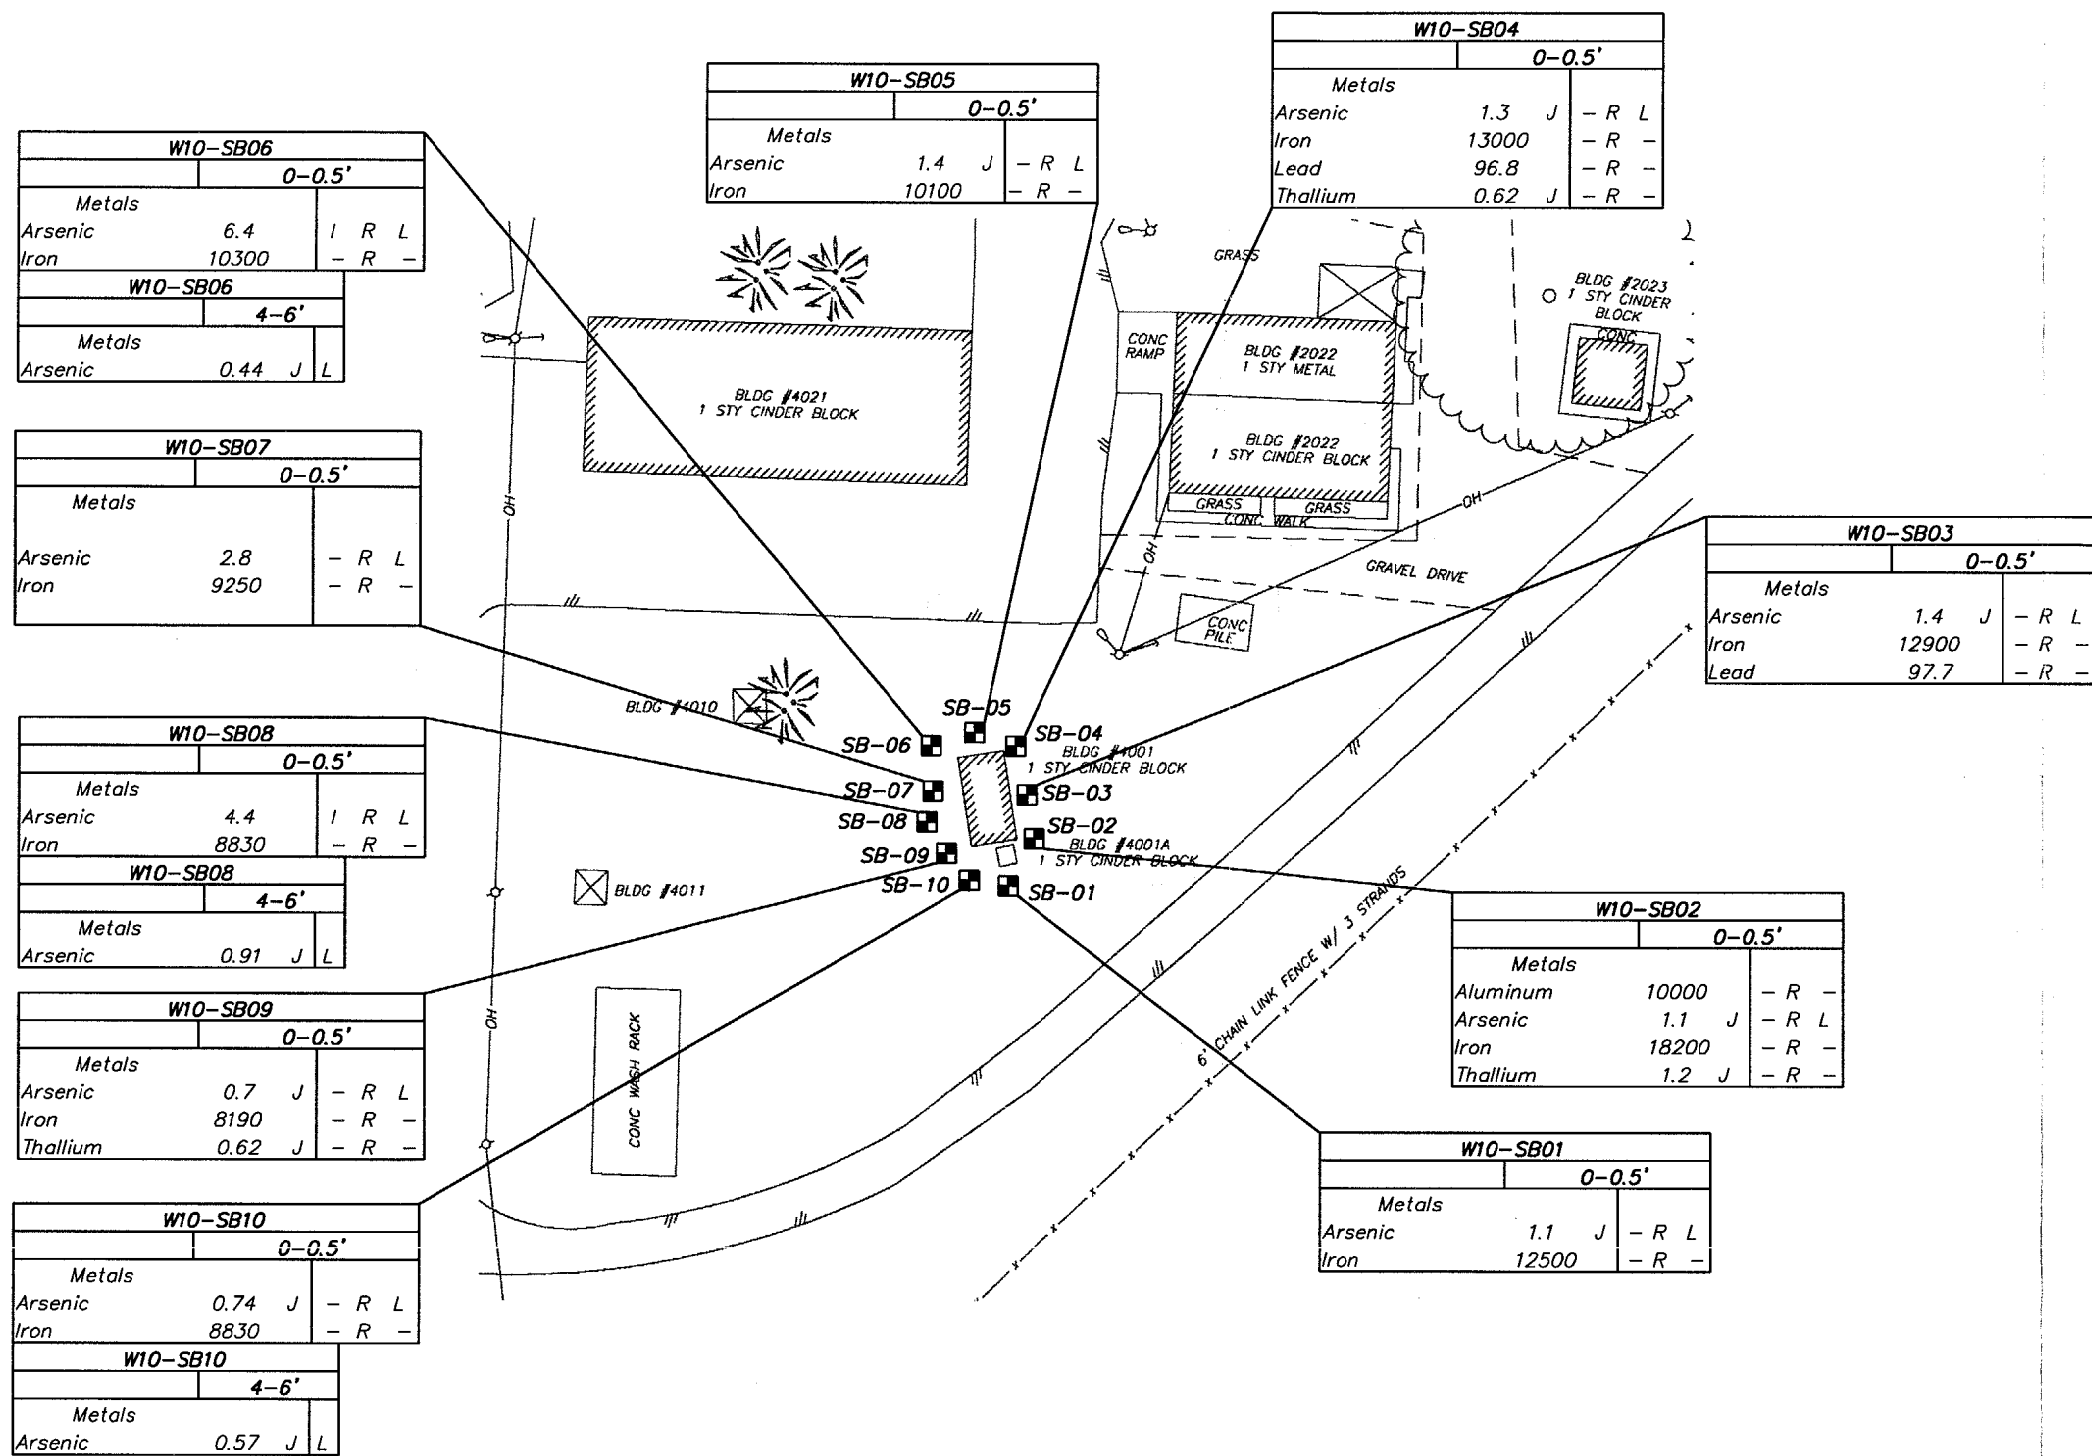 W10-SB04
0-0.5'
Metals
Arsenic 1.3 J - R L
Iron 13000 - R -
Lead 96.8 - R -
Thallium 0.62 J - R -
W10-SB05
0-0.5'
Metals
Arsenic 1.4 J - R L
Iron 10100 - R -
W10-SB06
0-0.5'
Metals
Arsenic 6.4 I R L
Iron 10300 - R -
W10-SB06
4-6'
Metals
Arsenic 0.44 J L
W10-SB07
0-0.5'
Metals
Arsenic 2.8 - R L
Iron 9250 - R -
W10-SB08
0-0.5'
Metals
Arsenic 4.4 I R L
Iron 8830 - R -
W10-SB08
4-6'
Metals
Arsenic 0.91 J L
W10-SB09
0-0.5'
Metals
Arsenic 0.7 J - R L
Iron 8190 - R -
Thallium 0.62 J - R -
W10-SB10
0-0.5'
Metals
Arsenic 0.74 J - R L
Iron 8830 - R -
W10-SB10
4-6'
Metals
Arsenic 0.57 J L
W10-SB03
0-0.5'
Metals
Arsenic 1.4 J - R L
Iron 12900 - R -
Lead 97.7 - R -
W10-SB02
0-0.5'
Metals
Aluminum 10000 - R -
Arsenic 1.1 J - R L
Iron 18200 - R -
Thallium 1.2 J - R -
W10-SB01
0-0.5'
Metals
Arsenic 1.1 J - R L
Iron 12500 - R -
GRASS
BLDG #2023
1 STY CINDER
BLOCK
CONC
CONC
RAMP
BLDG #2022
1 STY METAL
BLDG #4021
1 STY CINDER BLOCK
BLDG #2022
1 STY CINDER BLOCK
GRASS
GRASS
CONC WALK
OH
OH
OH
GRAVEL DRIVE
CONC
PILE
BLDG #4010
SB-05
SB-06
SB-04
BLDG #4001
1 STY CINDER BLOCK
SB-07
SB-03
SB-08
SB-02
BLDG #4001A
1 STY CINDER BLOCK
SB-09
SB-10
SB-01
BLDG #4011
6' CHAIN LINK FENCE W/ 3 STRANDS
OH
CONC WASH RACK